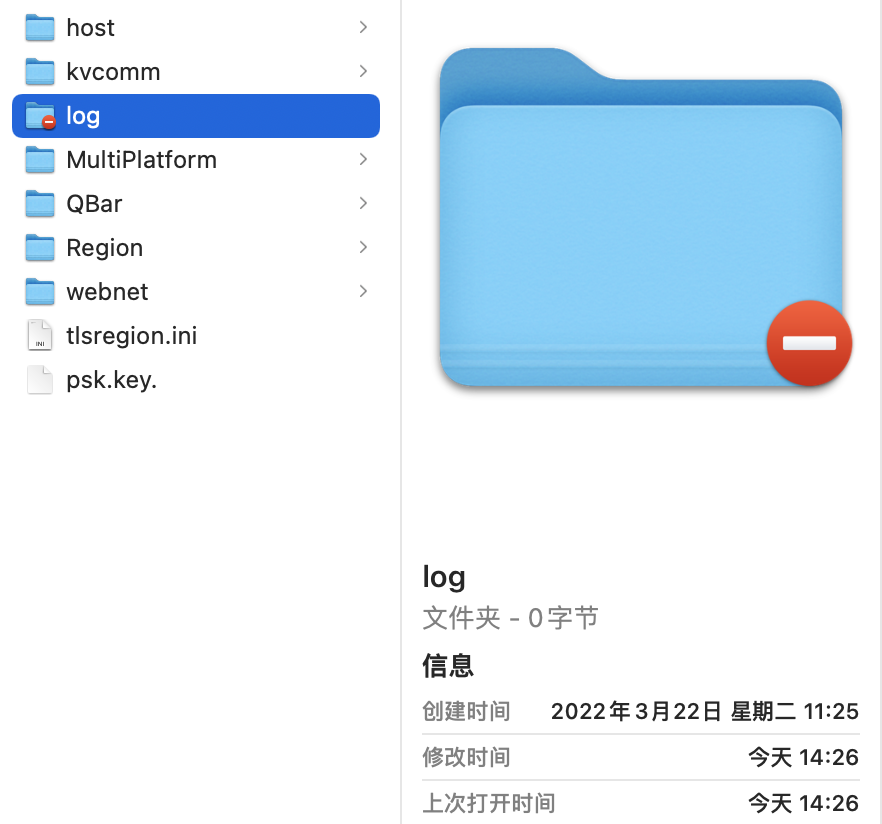 host
kvcomm
log
MultiPlatform
QBar
Region
webnet
INI
tlsregion.ini
psk.key.
log
文件夹 - 0字节
信息
创建时间 2022年3月22日 星期二 11:25
修改时间 今天 14:26
上次打开时间 今天 14:26